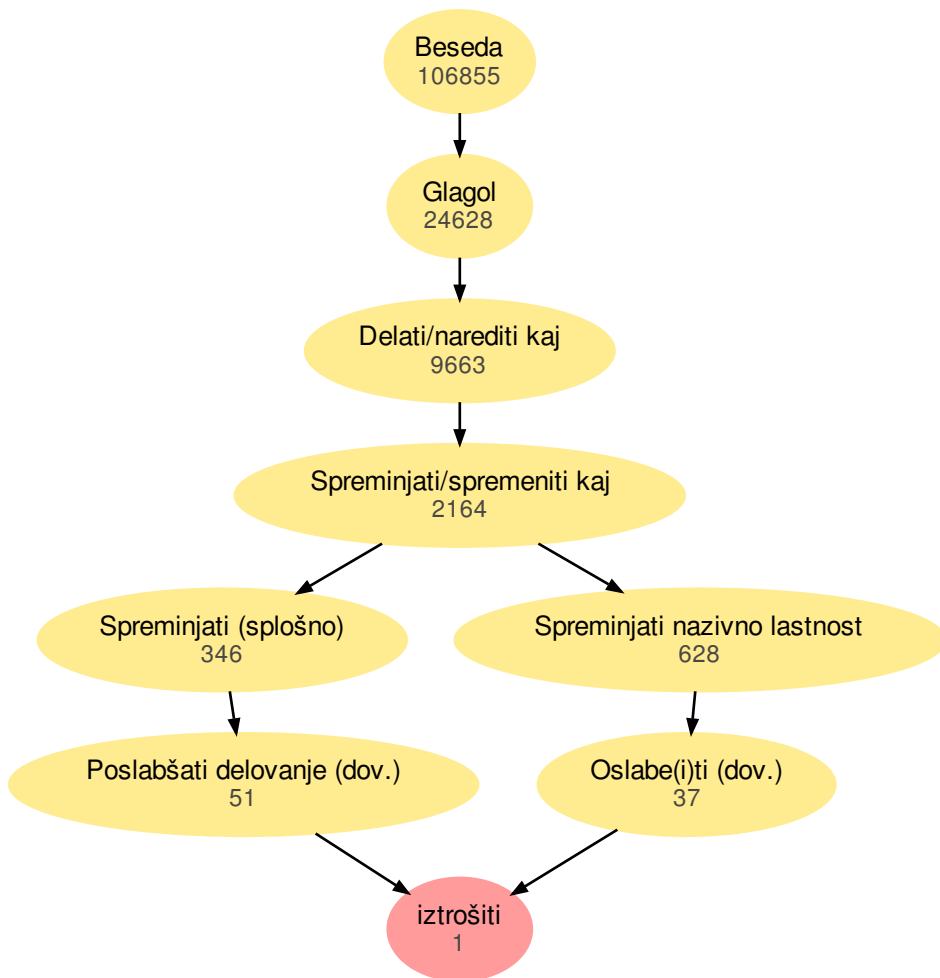 Beseda
106855
Glagol
24628
Delati/narediti kaj
9663
Spreminjati/spremeniti kaj
2164
Spreminjati (splošno)
346
Spreminjati nazivno lastnost
628
Poslabšati delovanje (dov.)
51
Oslabe(i)ti (dov.)
37
iztrošiti
1